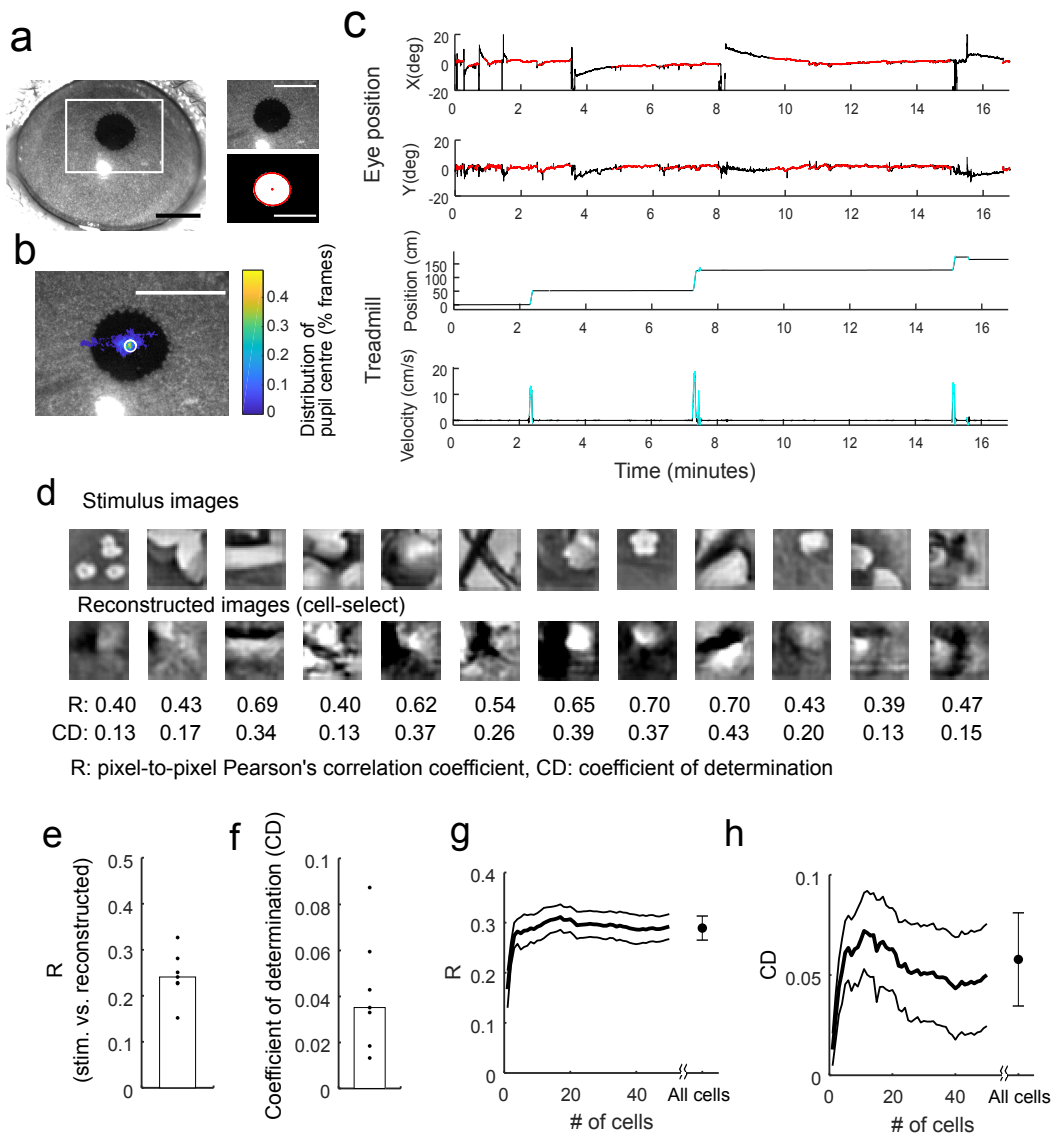 a
b
0.4
0.3
0.2
0.1
0
Distribution of
pupil centre (% frames)
c
Eye position
X(deg)
20
0
-20
0 2 4 6 8 10 12 14 16
Y(deg)
20
0
-20
0 2 4 6 8 10 12 14 16
Treadmill
Position (cm)
150
100
50
0
0 2 4 6 8 10 12 14 16
Velocity (cm/s)
20
10
0
0 2 4 6 8 10 12 14 16
Time (minutes)
d
Stimulus images
Reconstructed images (cell-select)
R: 0.40 0.43 0.69 0.40 0.62 0.54 0.65 0.70 0.70 0.43 0.39 0.47
CD: 0.13 0.17 0.34 0.13 0.37 0.26 0.39 0.37 0.43 0.20 0.13 0.15
R: pixel-to-pixel Pearson's correlation coefficient, CD: coefficient of determination
e
R
(stim. vs. reconstructed)
0.5
0.4
0.3
0.2
0.1
0
f
Coefficient of determination (CD)
0.1
0.08
0.06
0.04
0.02
0
g
R
0.4
0.3
0.2
0.1
0
0 20 40 All cells
# of cells
h
CD
0.1
0.05
0
0 20 40 All cells
# of cells